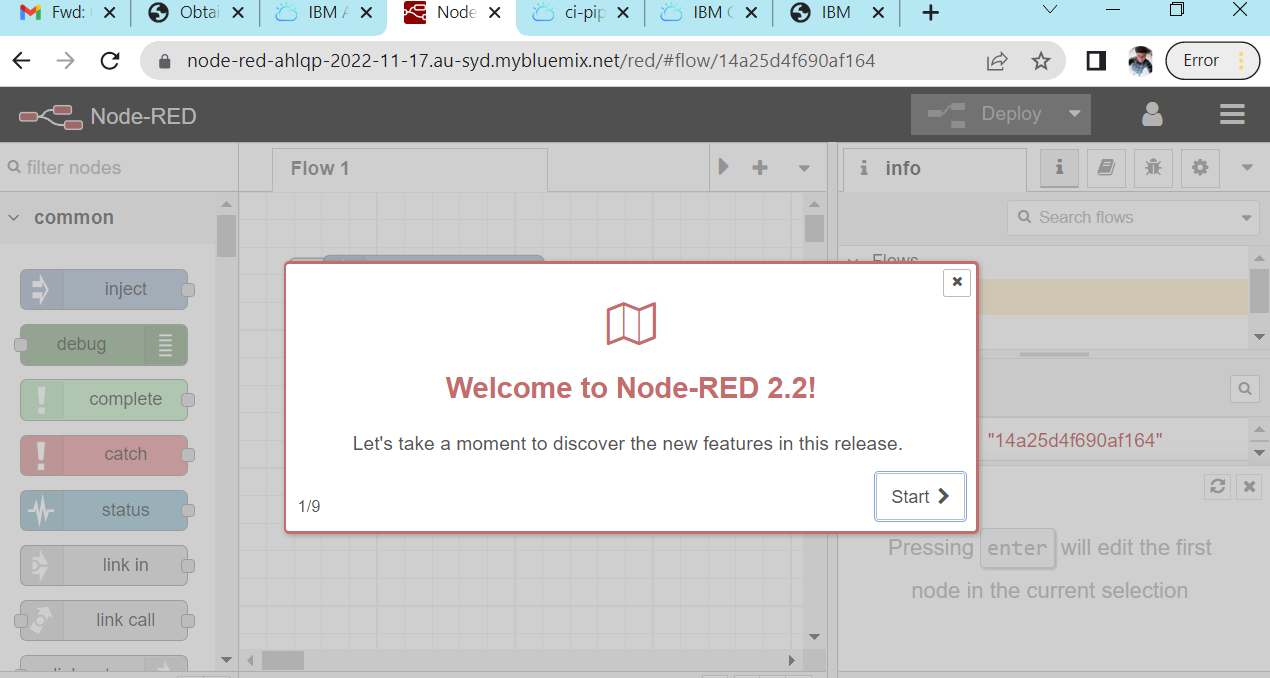 Fwd:
Obtai
IBM A
Node
ci-pip
IBM C
IBM
node-red-ahlqp-2022-11-17.au-syd.mybluemix.net/red/#flow/14a25d4f690af164
Error
Node-RED
Deploy
filter nodes
Flow 1
info
common
Search flows
Flows
inject
debug
complete
catch
status
link in
link call
Welcome to Node-RED 2.2!
Let's take a moment to discover the new features in this release.
1/9
Start
"14a25d4f690af164"
Pressing enter will edit the first
node in the current selection